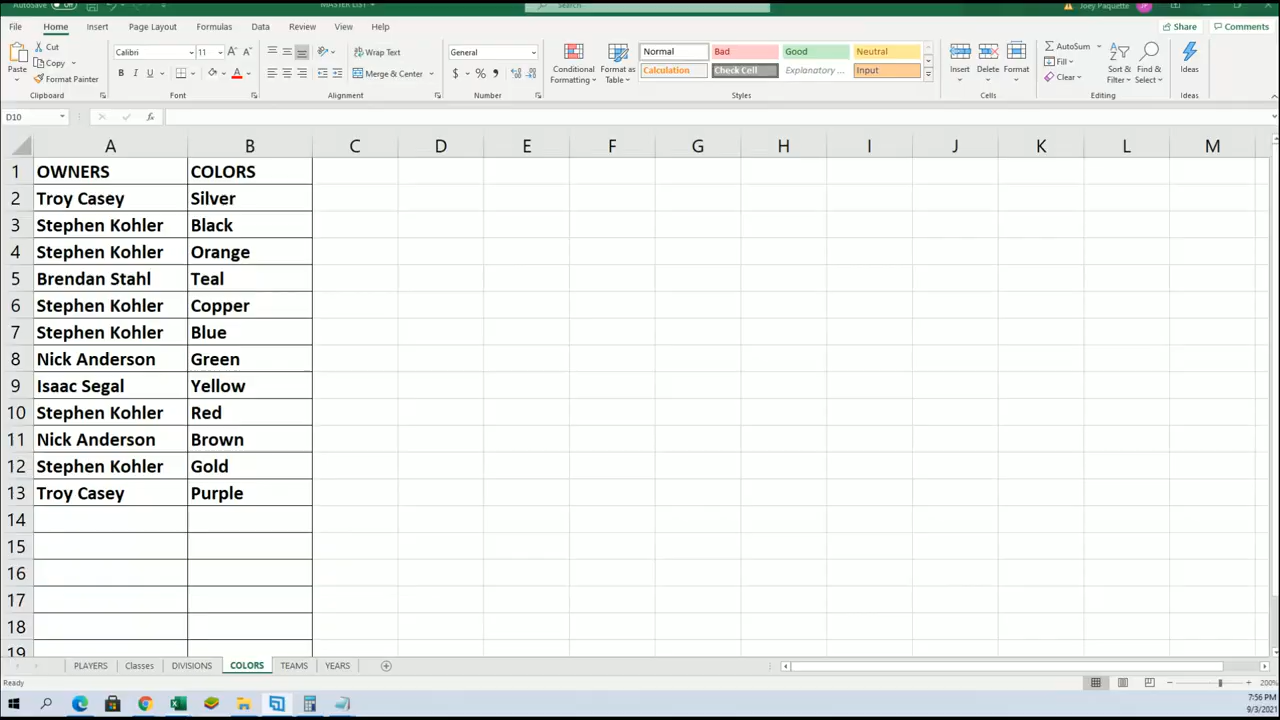 AutoSave Off MASTER LIST Search Joey Paquette JP
File Home Insert Page Layout Formulas Data Review View Help Share Comments
Paste Cut Copy Format Painter Clipboard
Calibri 11 A A B I U A Font
Wrap Text Merge & Center Alignment
General $ % Number
Conditional Formatting Format as Table
Normal Bad Good Neutral
Calculation Check Cell Explanatory ... Input
Styles
Insert Delete Format Cells
AutoSum Fill Clear Sort & Filter Find & Select Editing
Ideas Ideas
D10 fx
A B C D E F G H I J K L M
1 OWNERS COLORS
2 Troy Casey Silver
3 Stephen Kohler Black
4 Stephen Kohler Orange
5 Brendan Stahl Teal
6 Stephen Kohler Copper
7 Stephen Kohler Blue
8 Nick Anderson Green
9 Isaac Segal Yellow
10 Stephen Kohler Red
11 Nick Anderson Brown
12 Stephen Kohler Gold
13 Troy Casey Purple
14
15
16
17
18
19
PLAYERS Classes DIVISIONS COLORS TEAMS YEARS
Ready 200%
7:56 PM
9/3/2021